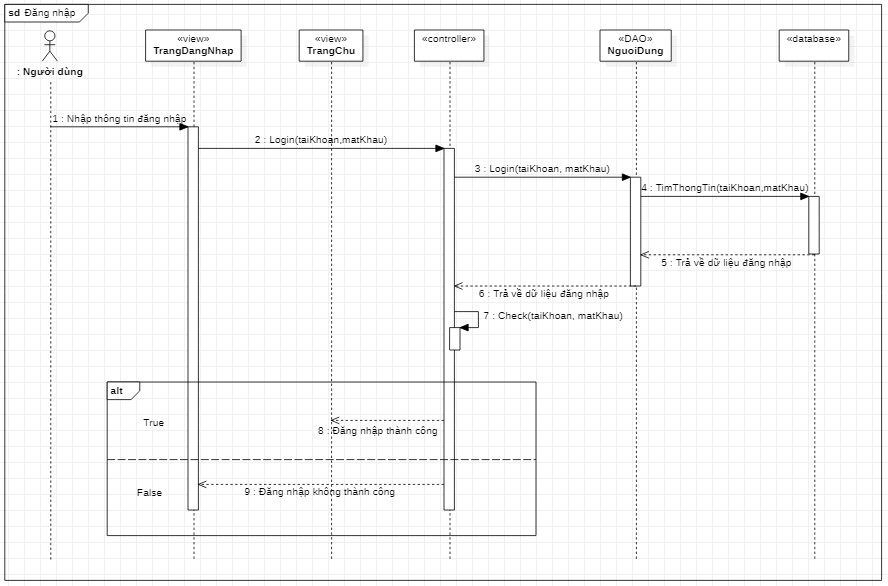 sd Đăng nhập
«view»
TrangDangNhap
«view»
TrangChu
«controller»
«DAO»
NguoiDung
«database»
: Người dùng
1 : Nhập thông tin đăng nhập
2 : Login(taiKhoan,matKhau)
3 : Login(taiKhoan, matKhau)
4 : TimThongTin(taiKhoan,matKhau)
5 : Trả về dữ liệu đăng nhập
6 : Trả về dữ liệu đăng nhập
7 : Check(taiKhoan, matKhau)
alt
True
8 : Đăng nhập thành công
False
9 : Đăng nhập không thành công